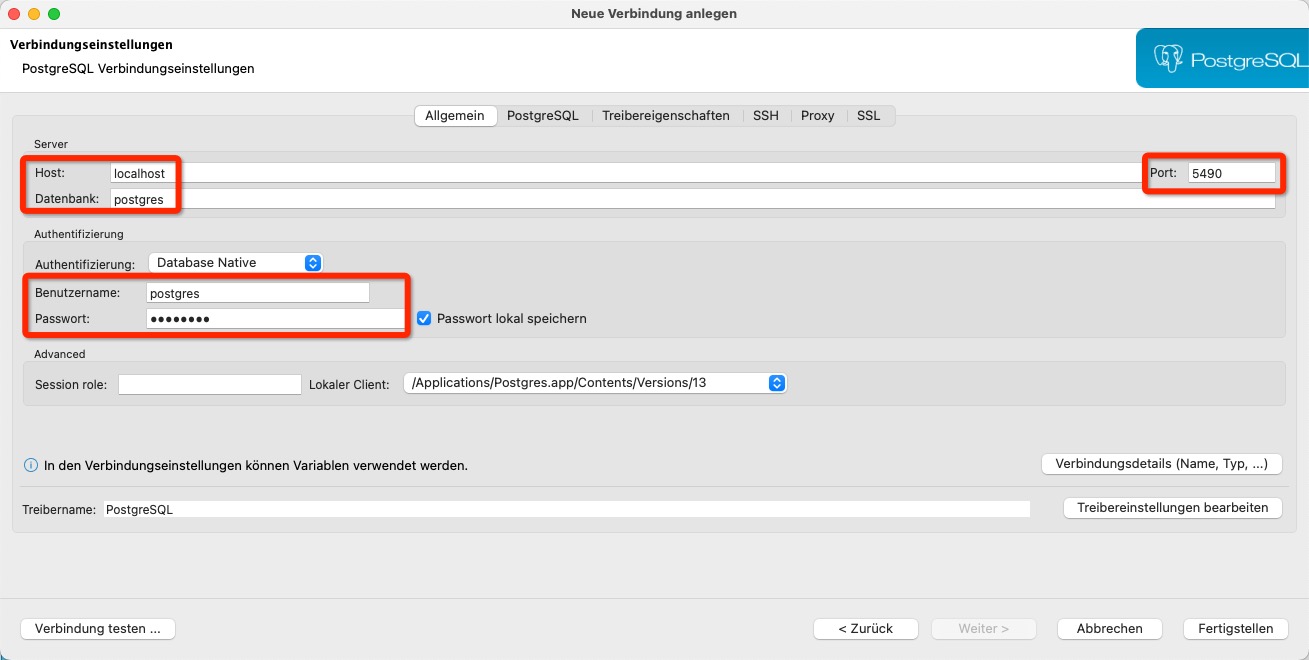 Neue Verbindung anlegen
Verbindungseinstellungen
PostgreSQL Verbindungseinstellungen
PostgreSQL
Allgemein PostgreSQL Treibereigenschaften SSH Proxy SSL
Server
Host: localhost Port: 5490
Datenbank: postgres
Authentifizierung
Authentifizierung: Database Native
Benutzername: postgres
Passwort: •••••••• Passwort lokal speichern
Advanced
Session role: Lokaler Client: /Applications/Postgres.app/Contents/Versions/13
In den Verbindungseinstellungen können Variablen verwendet werden. Verbindungsdetails (Name, Typ, ...)
Treibername: PostgreSQL Treibereinstellungen bearbeiten
Verbindung testen ... < Zurück Weiter > Abbrechen Fertigstellen